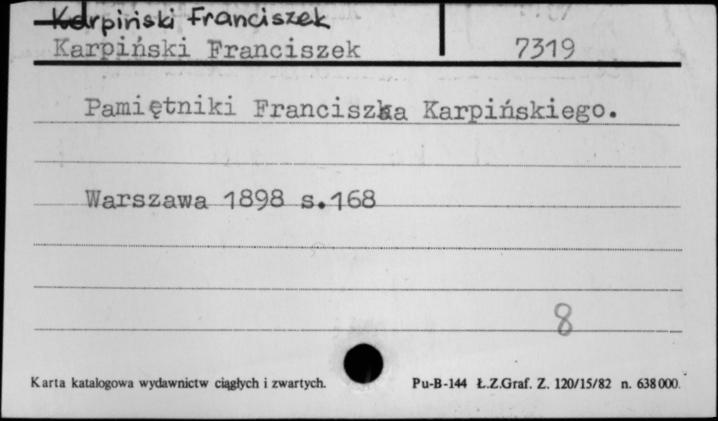 Karpiński Franciszek
Karpiński Franciszek 7319
Pamiętniki Franciszka Karpińskiego.
Warszawa 1898 s.168
8
Karta katalogowa wydawnictw ciągłych i zwartych. Pu-B-144 Ł.Z.Graf. Z. 120/15/82 n. 638000.